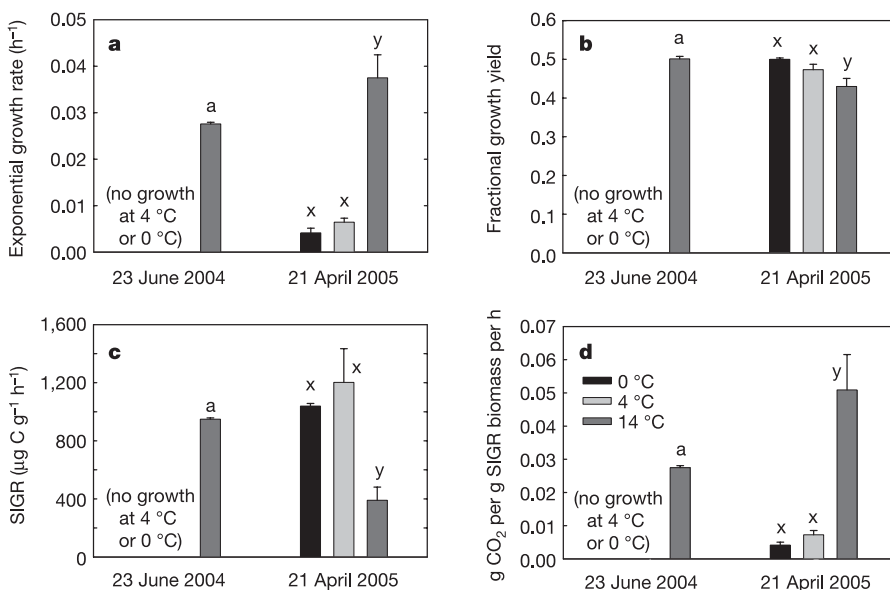 a
Exponential growth rate (h⁻¹)
0.05
0.04
0.03
0.02
0.01
0.00
a
x
x
y
(no growth
at 4 °C
or 0 °C)
23 June 2004
21 April 2005
b
Fractional growth yield
0.6
0.5
0.4
0.3
0.2
0.1
0.0
a
x
x
y
(no growth
at 4 °C
or 0 °C)
23 June 2004
21 April 2005
c
SIGR (µg C g⁻¹ h⁻¹)
1,600
1,200
800
400
0
a
x
x
y
(no growth
at 4 °C
or 0 °C)
23 June 2004
21 April 2005
d
g CO₂ per g SIGR biomass per h
0.07
0.06
0.05
0.04
0.03
0.02
0.01
0
0 °C
4 °C
14 °C
a
x
x
y
(no growth
at 4 °C
or 0 °C)
23 June 2004
21 April 2005